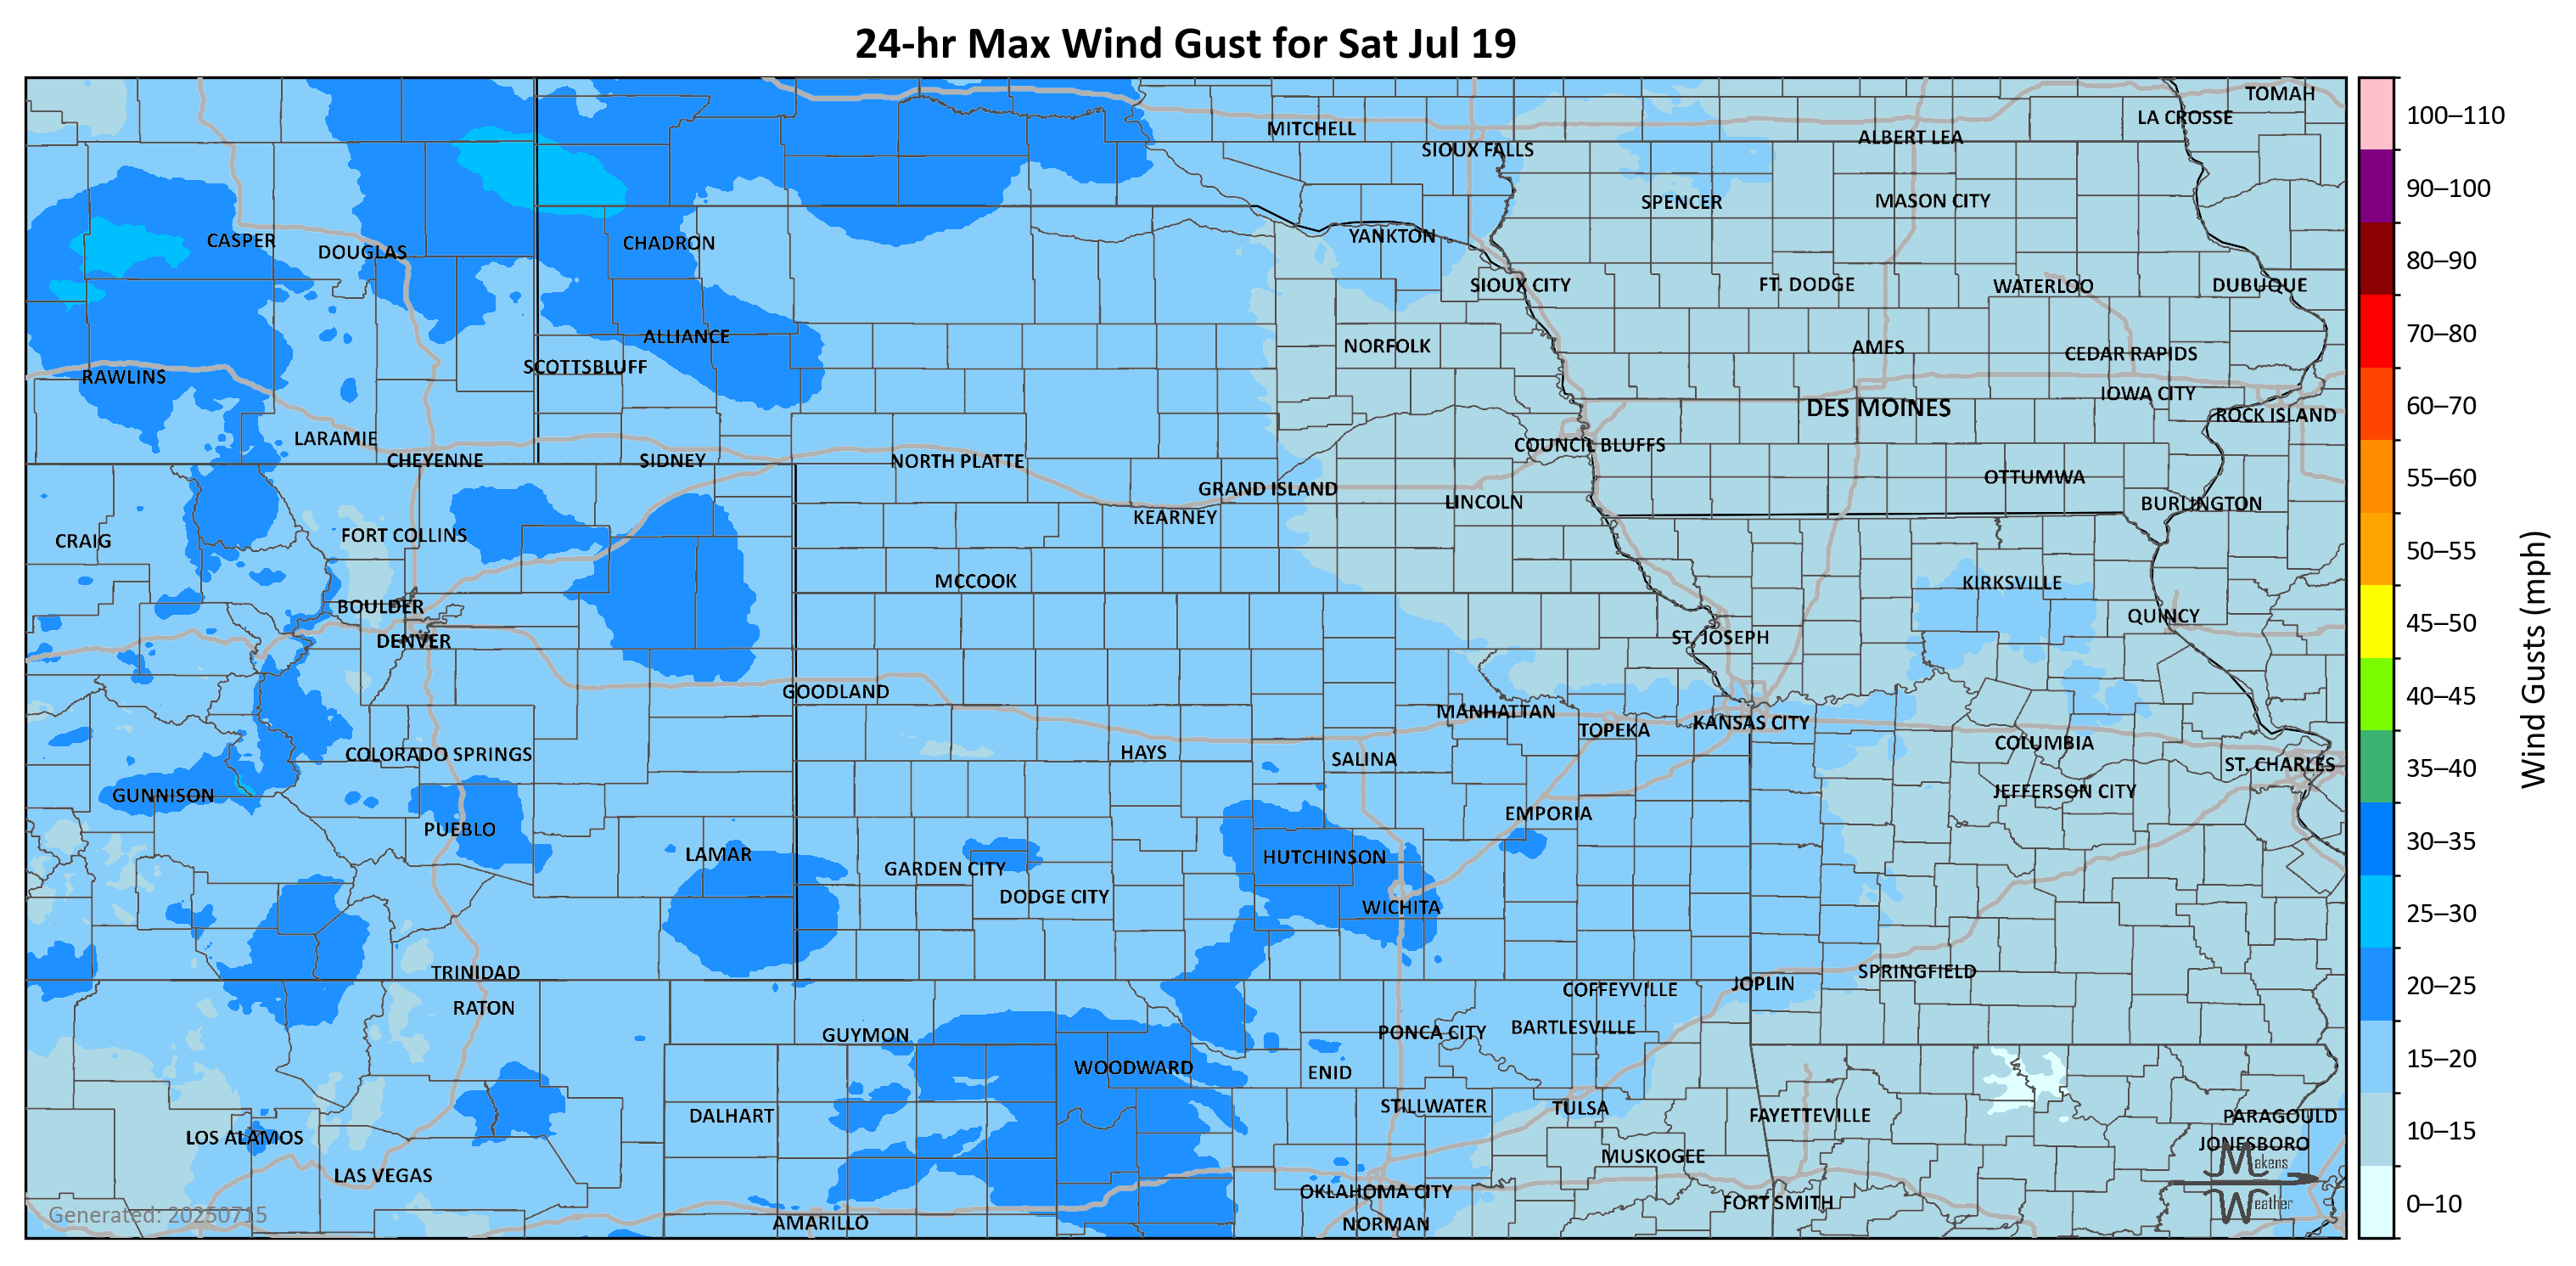 24-hr Max Wind Gust for Sat Jul 19
TOMAH
LA CROSSE
MITCHELL
ALBERT LEA
SIOUX FALLS
SPENCER
MASON CITY
CASPER
DOUGLAS
CHADRON
YANKTON
SIOUX CITY
FT. DODGE
WATERLOO
DUBUQUE
ALLIANCE
NORFOLK
AMES
CEDAR RAPIDS
SCOTTSBLUFF
RAWLINS
IOWA CITY
DES MOINES
ROCK ISLAND
LARAMIE
COUNCIL BLUFFS
CHEYENNE
SIDNEY
NORTH PLATTE
OTTUMWA
GRAND ISLAND
LINCOLN
BURLINGTON
KEARNEY
CRAIG
FORT COLLINS
MCCOOK
KIRKSVILLE
BOULDER
QUINCY
DENVER
ST. JOSEPH
GOODLAND
MANHATTAN
TOPEKA
KANSAS CITY
COLORADO SPRINGS
HAYS
SALINA
COLUMBIA
ST. CHARLES
GUNNISON
JEFFERSON CITY
EMPORIA
PUEBLO
LAMAR
GARDEN CITY
HUTCHINSON
DODGE CITY
WICHITA
TRINIDAD
SPRINGFIELD
JOPLIN
COFFEYVILLE
RATON
GUYMON
PONCA CITY
BARTLESVILLE
WOODWARD
ENID
DALHART
STILLWATER
TULSA
FAYETTEVILLE
PARAGOULD
LOS ALAMOS
JONESBORO
MUSKOGEE
LAS VEGAS
OKLAHOMA CITY
FORT SMITH
AMARILLO
NORMAN
Generated: 20250715
Makens
Weather
100–110
90–100
80–90
70–80
60–70
55–60
50–55
45–50
40–45
35–40
30–35
25–30
20–25
15–20
10–15
0–10
Wind Gusts (mph)